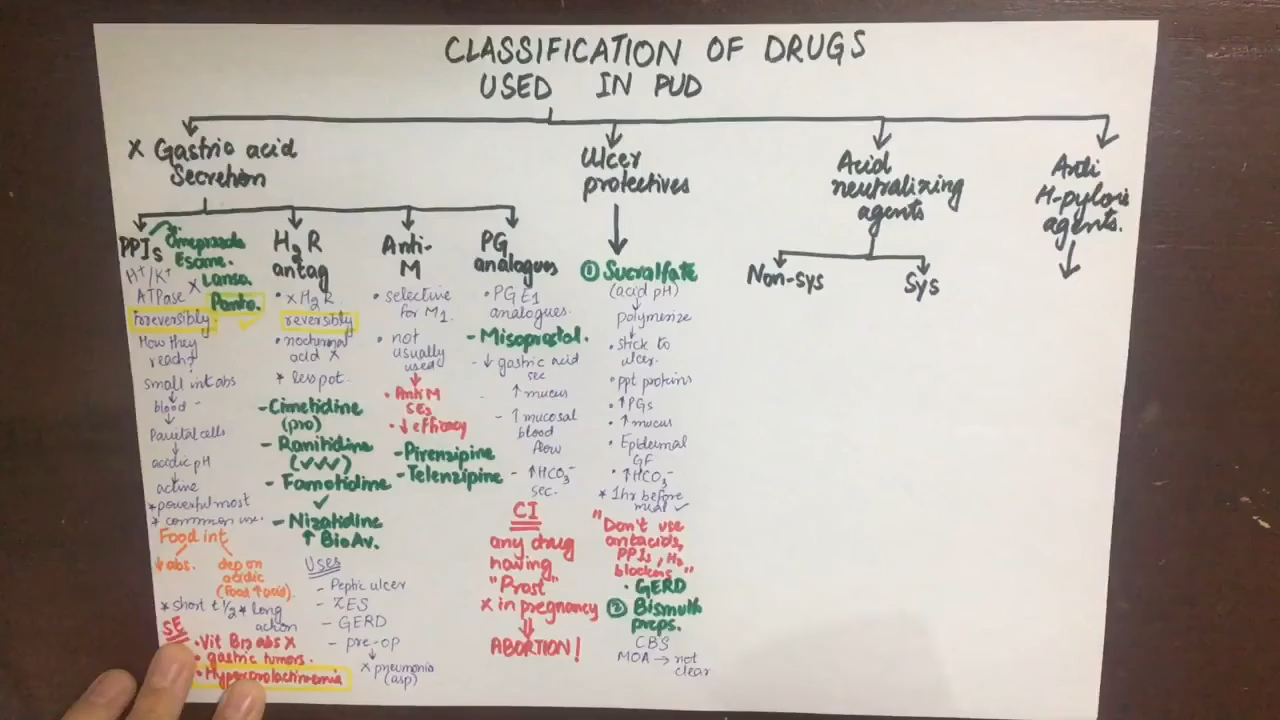 CLASSIFICATION OF DRUGS
USED IN PUD
X Gastric acid
Secretion
PPIs
Omeprazole
Esome.
Lanso.
Panto.
H+/K+
ATPase X
irreversibly.
How they
reach?
small int abs
blood
Parietal cells
acidic pH
active
* powerful most
* common ux.
Food int
↓ abs.
dep on
acidic
(food ↑ acid).
* short t 1/2 * long
action
SE
• Vit B12 abs X
• gastric tumors.
• Hyperprolactinemia
H2R
antag
• X H2R
reversibly
• nocturnal
acid X
* less pot.
- Cimetidine
(pro)
- Ranitidine
(✓✓✓)
- Famotidine
✓
- Nizatidine
↑ BioAv.
Uses
- Peptic ulcer
- ZES
- GERD
- pre-op
X pneumonia
(asp)
Anti-
M
• selective
for M1.
• not
usually
used
• Anti M
SEs
• ↓ efficacy
- Pirenzipine
- Telenzipine
PG
analogues
• PGE1
analogues.
- Misoprostol.
- ↓ gastric acid
sec
- ↑ mucus
- ↑ mucosal
blood
flow
- ↑ HCO3-
sec.
CI
any drug
having
"Prost"
X in pregnancy
ABORTION!
Ulcer
protectives
① Sucralfate
(acid pH)
polymerize
• stick to
ulcer.
• ppt proteins
• ↑ PGs
• ↑ mucus
• Epidermal
GF
• ↑ HCO3-
* 1hr before
meal ✓
"Don't use
antacids,
PPIs, H2
blockers"
• GERD
② Bismuth
preps.
CBS
MOA → not
clear
Acid
neutralizing
agents
Non-sys
Sys
Anti
H-pylori
agents.